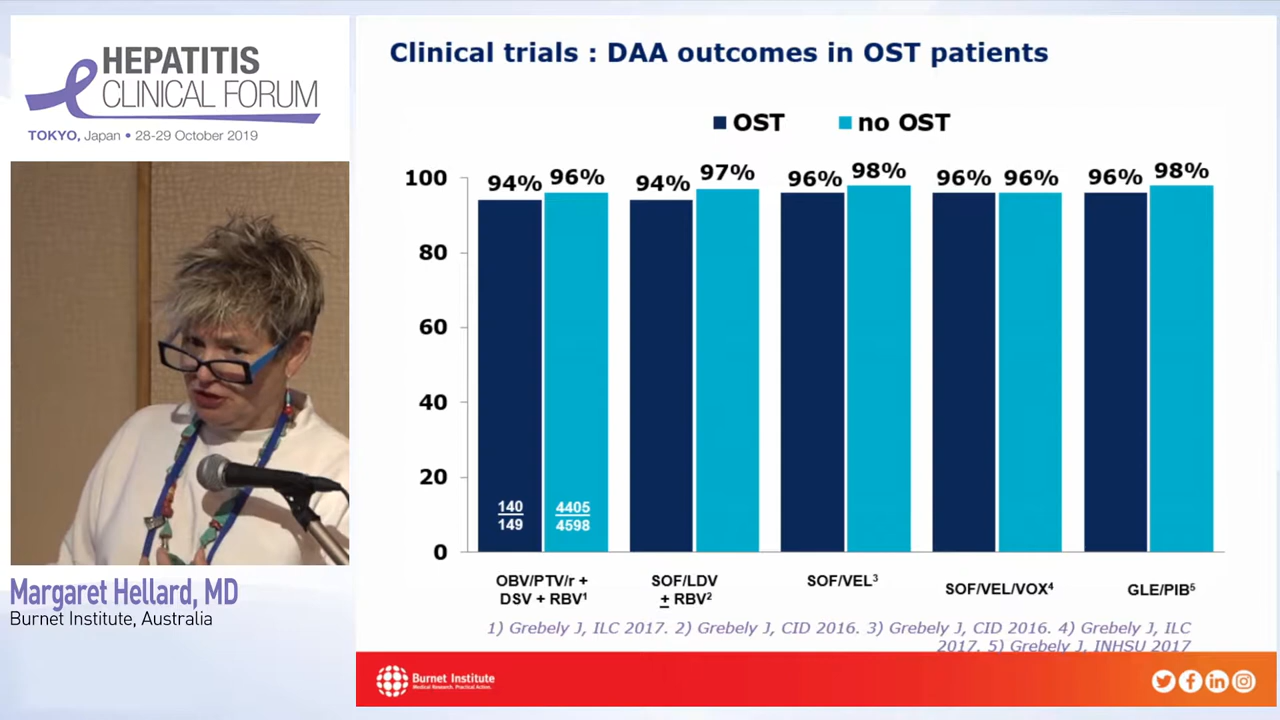 HEPATITIS
CLINICAL FORUM
TOKYO, Japan • 28-29 October 2019
Margaret Hellard, MD
Burnet Institute, Australia
Clinical trials : DAA outcomes in OST patients
OST no OST
94% 96% 94% 97% 96% 98% 96% 96% 96% 98%
100
80
60
40
20
0
140 4405
149 4598
OBV/PTV/r +
DSV + RBV¹
SOF/LDV
+ RBV²
SOF/VEL³
SOF/VEL/VOX⁴
GLE/PIB⁵
1) Grebely J, ILC 2017. 2) Grebely J, CID 2016. 3) Grebely J, CID 2016. 4) Grebely J, ILC
2017. 5) Grebely J, INHSU 2017
Burnet Institute
Medical Research. Practical Action.